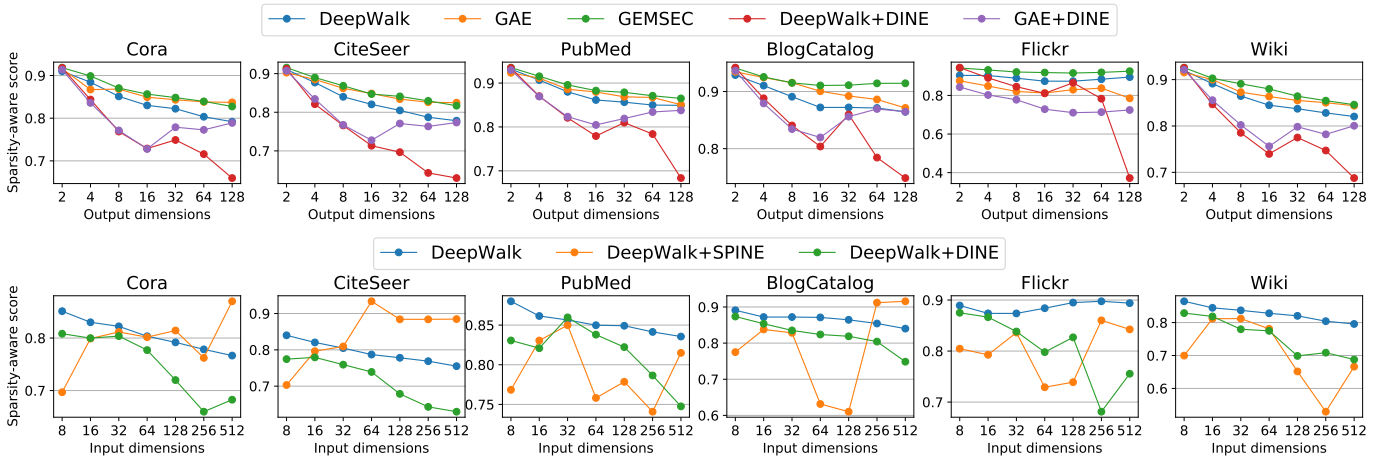 DeepWalk GAE GEMSEC DeepWalk+DINE GAE+DINE
Cora CiteSeer PubMed BlogCatalog Flickr Wiki
Sparsity-aware score
0.9 0.8 0.7
2 4 8 16 32 64 128
Output dimensions
0.9 0.8 0.7
2 4 8 16 32 64 128
Output dimensions
0.9 0.8 0.7
2 4 8 16 32 64 128
Output dimensions
0.9 0.8
2 4 8 16 32 64 128
Output dimensions
0.8 0.6 0.4
2 4 8 16 32 64 128
Output dimensions
0.9 0.8 0.7
2 4 8 16 32 64 128
Output dimensions
DeepWalk DeepWalk+SPINE DeepWalk+DINE
Cora CiteSeer PubMed BlogCatalog Flickr Wiki
Sparsity-aware score
0.8 0.7
8 16 32 64 128 256 512
Input dimensions
0.9 0.8 0.7
8 16 32 64 128 256 512
Input dimensions
0.85 0.80 0.75
8 16 32 64 128 256 512
Input dimensions
0.9 0.8 0.7 0.6
8 16 32 64 128 256 512
Input dimensions
0.9 0.8 0.7
8 16 32 64 128 256 512
Input dimensions
0.8 0.7 0.6
8 16 32 64 128 256 512
Input dimensions